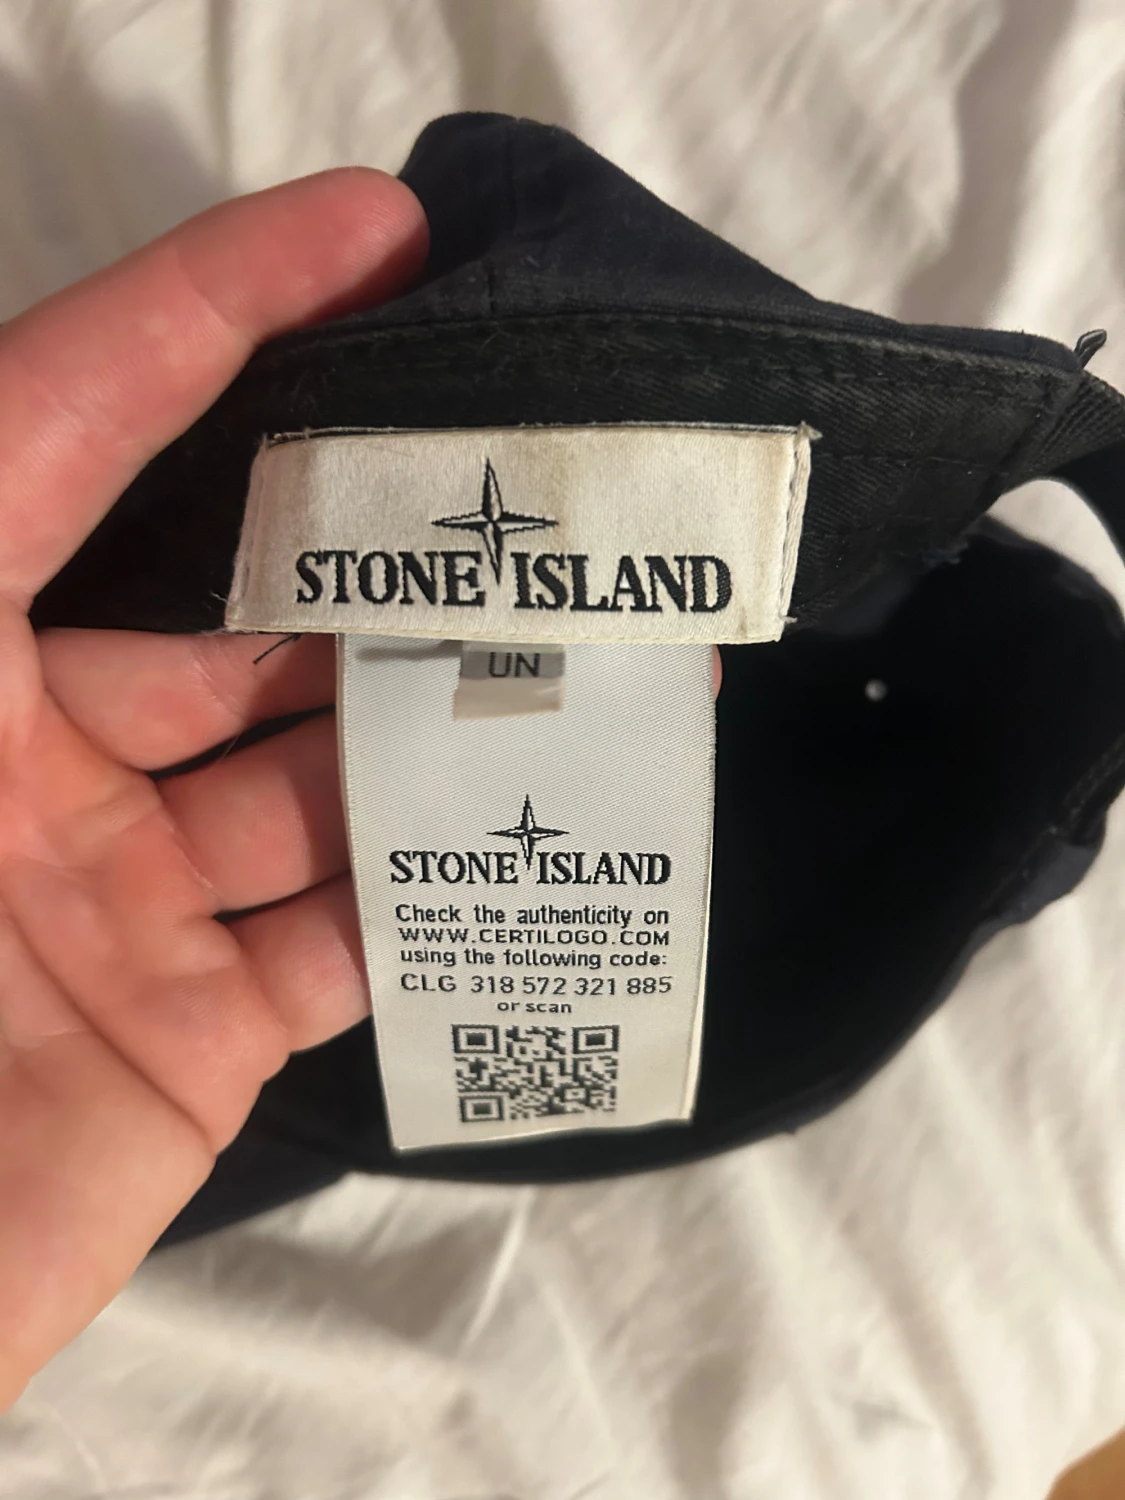 STONE ISLAND
UN
STONE ISLAND
Check the authenticity on
WWW.CERTILOGO.COM
using the following code:
CLG 318 572 321 885
or scan